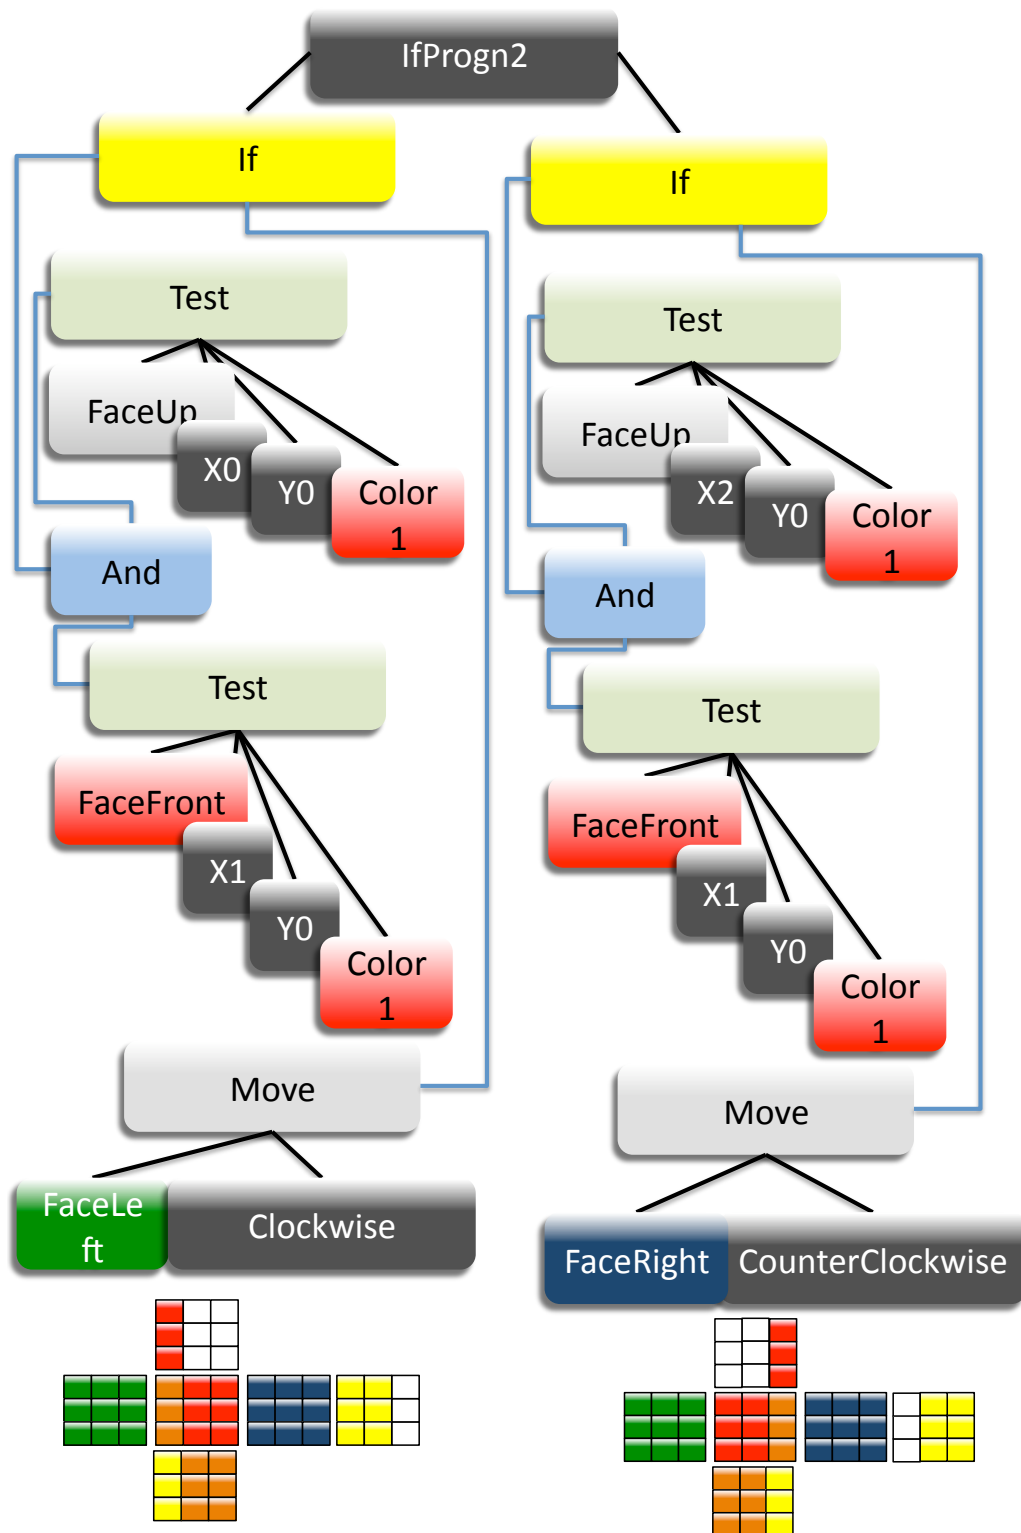 IfProgn2
If
Test
FaceUp
X0
Y0
Color
1
And
Test
FaceFront
X1
Y0
Color
1
Move
FaceLe
ft
Clockwise
If
Test
FaceUp
X2
Y0
Color
1
And
Test
FaceFront
X1
Y0
Color
1
Move
FaceRight
CounterClockwise